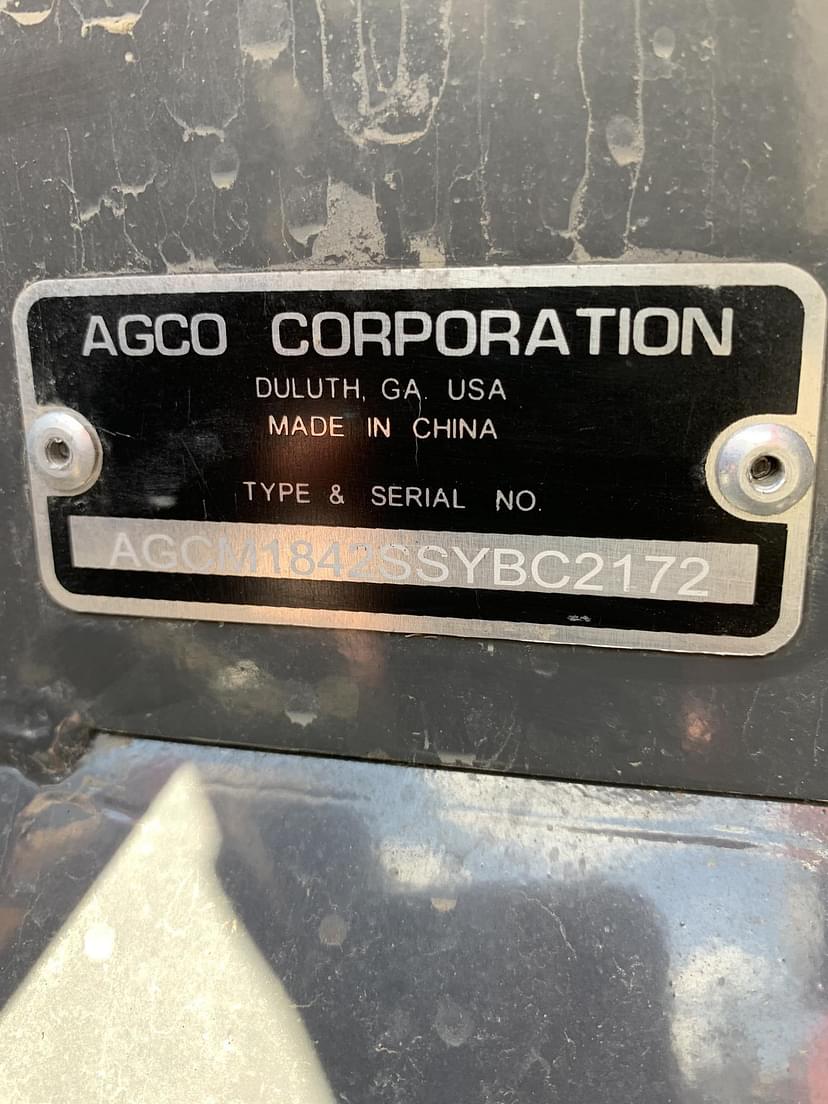 AGCO CORPORATION
DULUTH, GA. USA
MADE IN CHINA
TYPE & SERIAL NO.
AGCM1842SSYBC2172